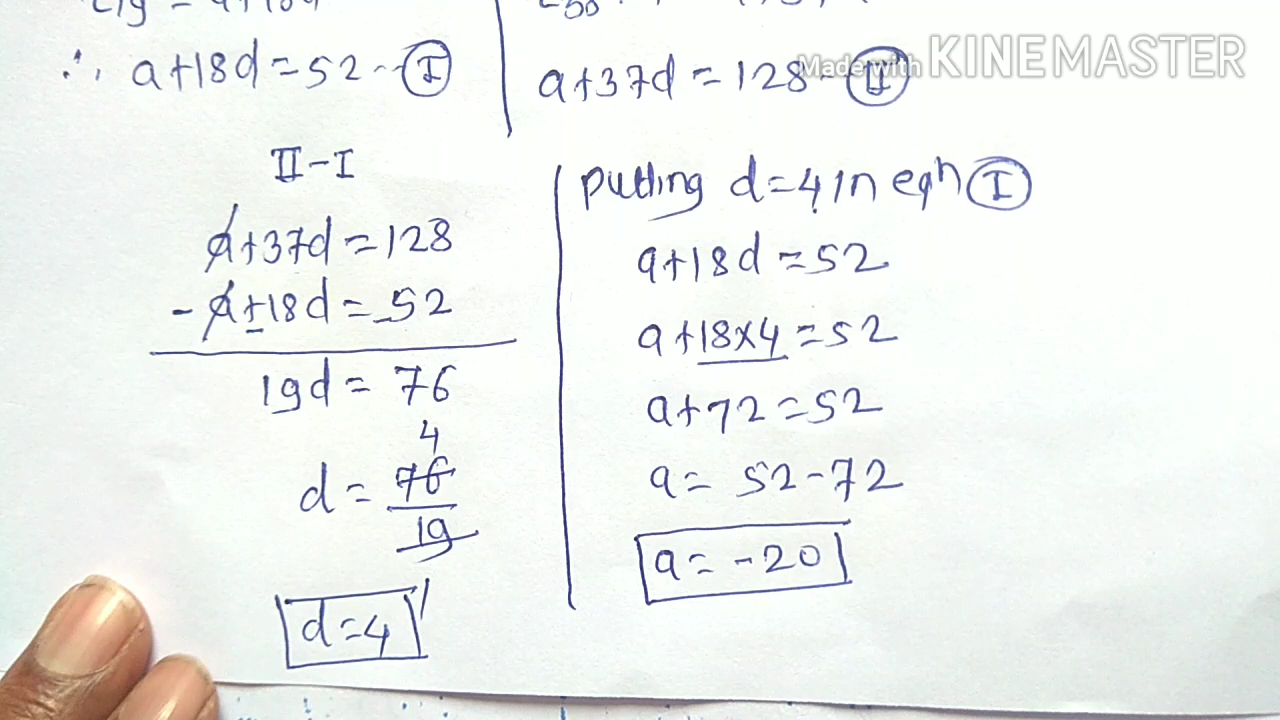 ∴ a+18d=52 - (I)
a+37d=128 - (II)
Made with KINEMASTER
II-I
a+37d=128
- a+18d=52
19d=76
4
d=76/19
d=4
Putting d=4 in eqn (I)
a+18d=52
a+18×4=52
a+72=52
a=52-72
a=-20